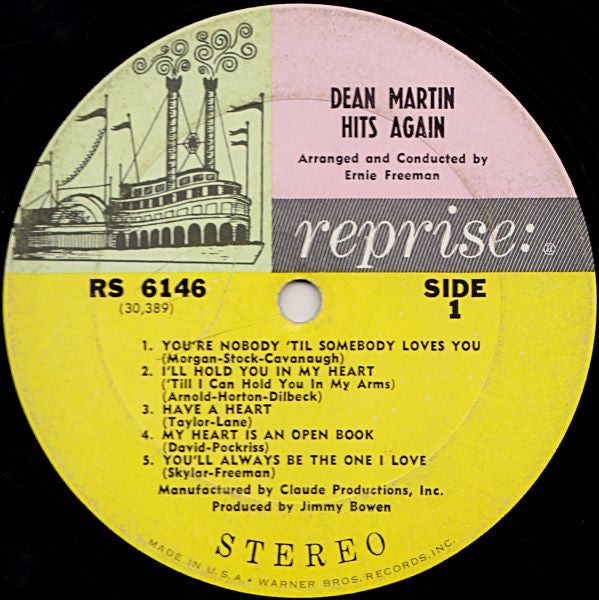 DEAN MARTIN
HITS AGAIN
Arranged and Conducted by
Ernie Freeman
reprise: ®
RS 6146
(30,389)
SIDE
1
1. YOU'RE NOBODY 'TIL SOMEBODY LOVES YOU
(Morgan-Stock-Cavanaugh)
2. I'LL HOLD YOU IN MY HEART
('Till I Can Hold You In My Arms)
(Arnold-Horton-Dilbeck)
3. HAVE A HEART
(Taylor-Lane)
4. MY HEART IS AN OPEN BOOK
(David-Pockriss)
5. YOU'LL ALWAYS BE THE ONE I LOVE
(Skylar-Freeman)
Manufactured by Claude Productions, Inc.
Produced by Jimmy Bowen
STEREO
MADE IN U.S.A. • WARNER BROS. RECORDS, INC.